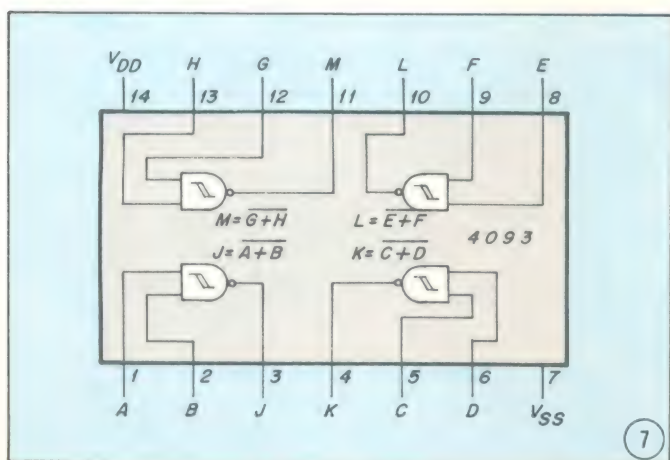 VDD H G M L F E
14 13 12 11 10 9 8
M=G+H L=E+F
4093
J=A+B K=C+D
1 2 3 4 5 6 7
A B J K C D VSS
7